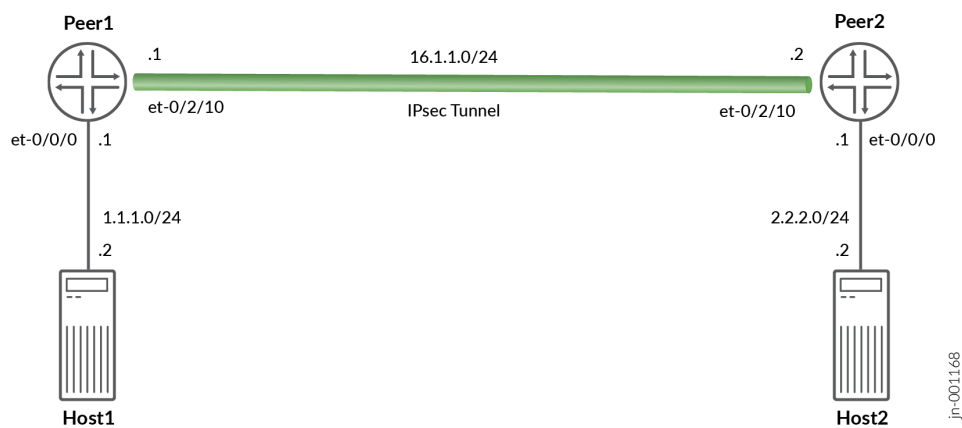 Peer1
Peer2
.1
16.1.1.0/24
.2
et-0/2/10
IPsec Tunnel
et-0/2/10
et-0/0/0
.1
.1
et-0/0/0
1.1.1.0/24
2.2.2.0/24
.2
.2
Host1
Host2
jn-001168